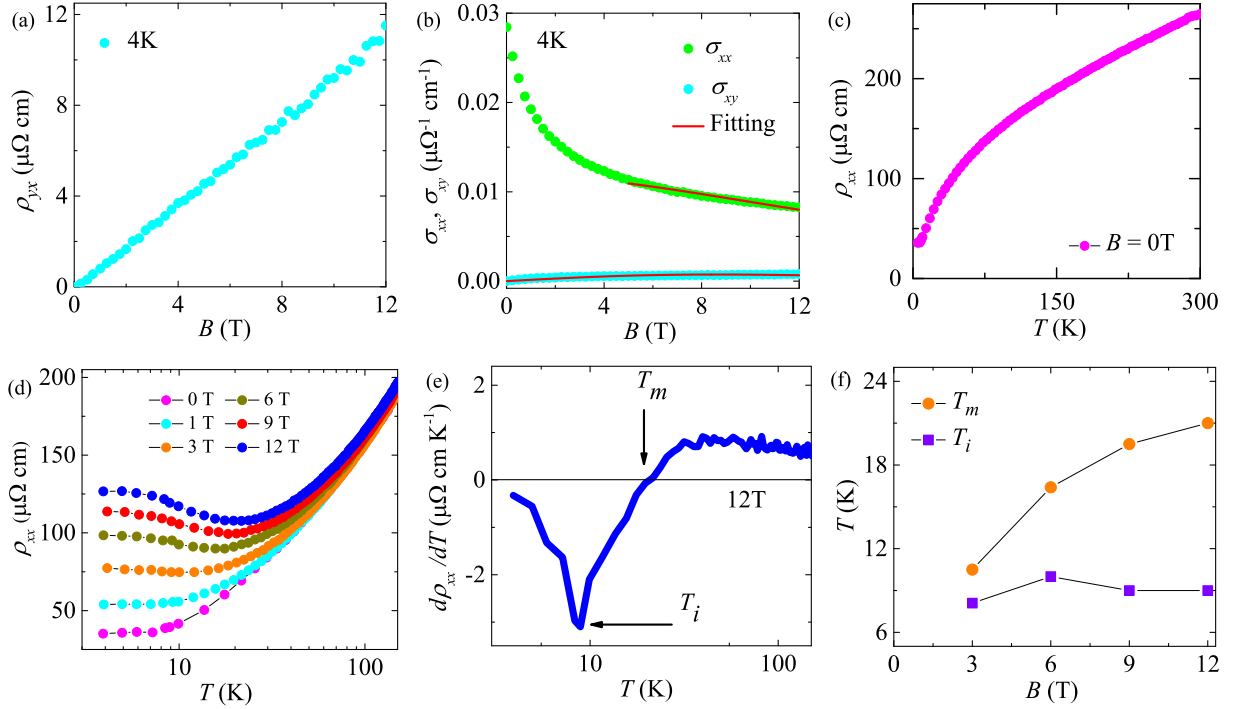 (a)
4K
12
8
4
0
0
4
8
12
ρyx (μΩ cm)
B (T)
(b)
4K
σxx
σxy
Fitting
0.03
0.02
0.01
0.00
0
4
8
12
σxx, σxy (μΩ-1 cm-1)
B (T)
(c)
B = 0T
250
200
150
100
50
0
0
150
300
ρxx (μΩ cm)
T (K)
(d)
0 T
6 T
1 T
9 T
3 T
12 T
200
150
100
50
10
100
ρxx (μΩ cm)
T (K)
(e)
Tm
12T
Ti
2
0
-2
10
100
dρxx/dT (μΩ cm K-1)
T (K)
(f)
Tm
Ti
24
18
12
6
0
3
6
9
12
T (K)
B (T)